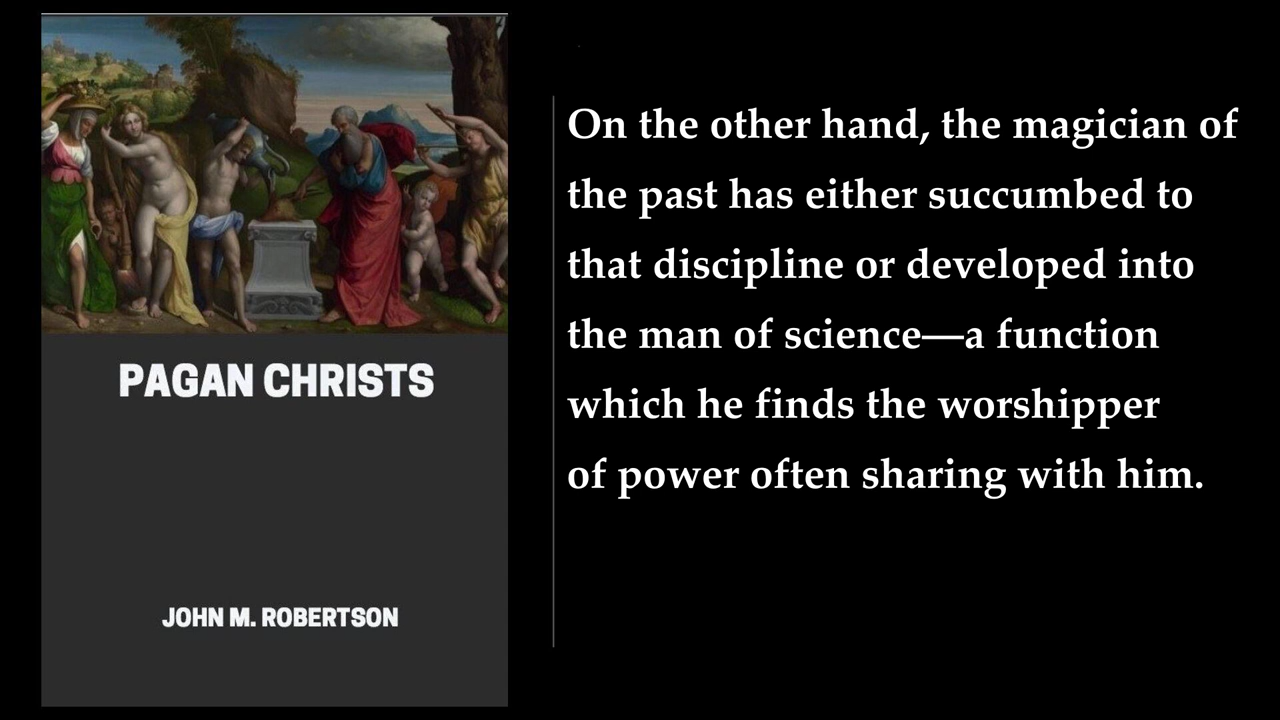 PAGAN CHRISTS
JOHN M. ROBERTSON
On the other hand, the magician of
the past has either succumbed to
that discipline or developed into
the man of science—a function
which he finds the worshipper
of power often sharing with him.